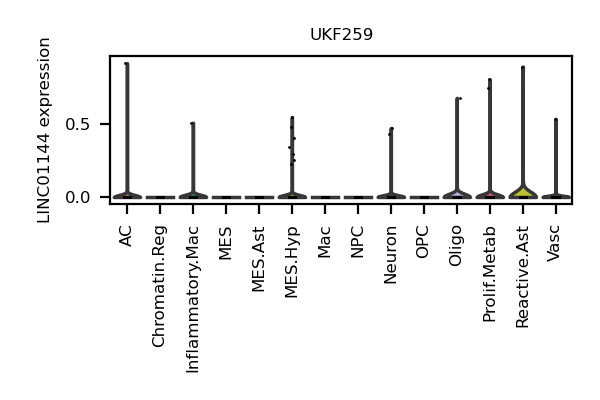 UKF259
LINC01144 expression
0.5
0.0
AC
Chromatin.Reg
Inflammatory.Mac
MES
MES.Ast
MES.Hyp
Mac
NPC
Neuron
OPC
Oligo
Prolif.Metab
Reactive.Ast
Vasc